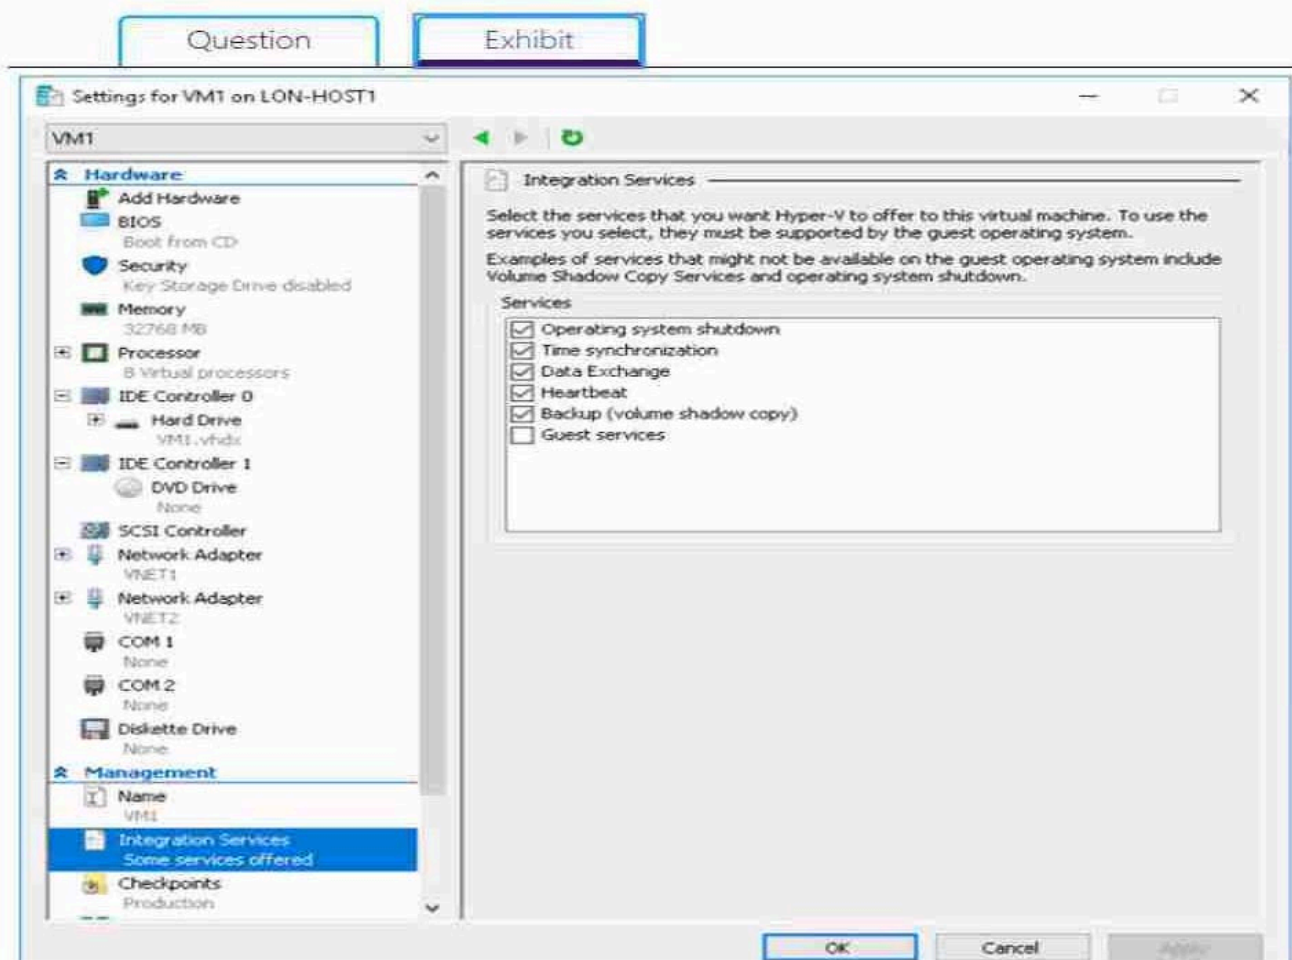 Question
Exhibit
Settings for VM1 on LON-HOST1
VM1
Hardware
Add Hardware
BIOS
Boot from CD
Security
Key Storage Drive disabled
Memory
32768 MB
Processor
8 Virtual processors
IDE Controller 0
Hard Drive
VM1.vhdx
IDE Controller 1
DVD Drive
None
SCSI Controller
Network Adapter
VNET1
Network Adapter
VNET2
COM 1
None
COM 2
None
Diskette Drive
None
Management
Name
VM1
Integration Services
Some services offered
Checkpoints
Production
Integration Services
Select the services that you want Hyper-V to offer to this virtual machine. To use the
services you select, they must be supported by the guest operating system.
Examples of services that might not be available on the guest operating system include
Volume Shadow Copy Services and operating system shutdown.
Services
Operating system shutdown
Time synchronization
Data Exchange
Heartbeat
Backup (volume shadow copy)
Guest services
OK
Cancel
Apply